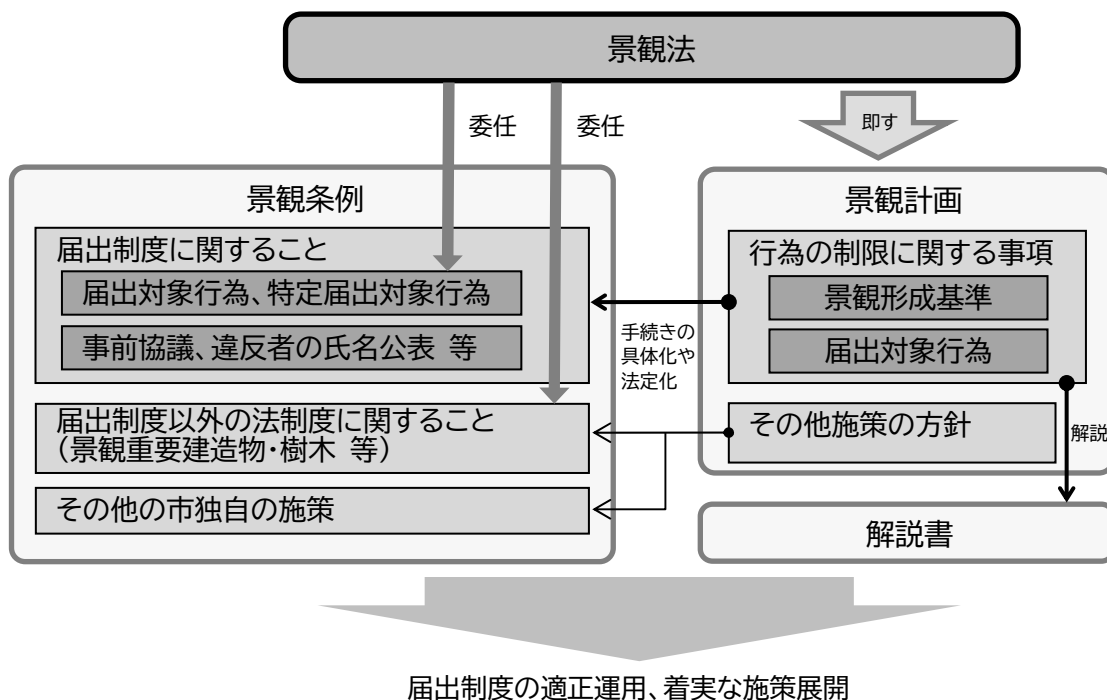 景観法
委任
委任
即す
景観条例
届出制度に関すること
届出対象行為、特定届出対象行為
事前協議、違反者の氏名公表 等
届出制度以外の法制度に関すること
（景観重要建造物・樹木 等）
その他の市独自の施策
手続きの
具体化や
法定化
景観計画
行為の制限に関する事項
景観形成基準
届出対象行為
その他施策の方針
解説
解説書
届出制度の適正運用、着実な施策展開